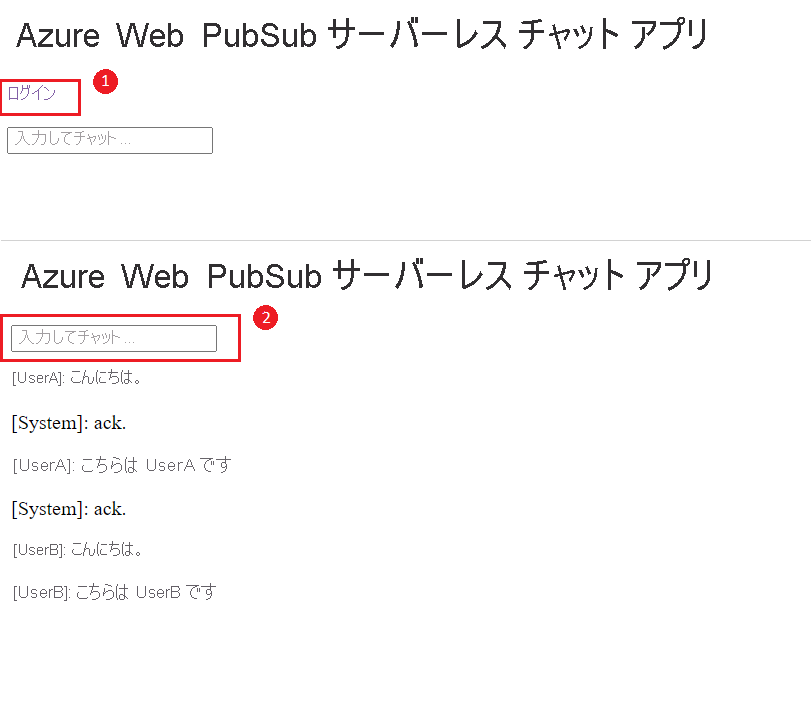 Azure Web PubSub サーバーレス チャット アプリ
1
ログイン
入力してチャット ...
Azure Web PubSub サーバーレス チャット アプリ
2
入力してチャット ...
[UserA]: こんにちは。
[System]: ack.
[UserA]: こちらは UserA です
[System]: ack.
[UserB]: こんにちは。
[UserB]: こちらは UserB です